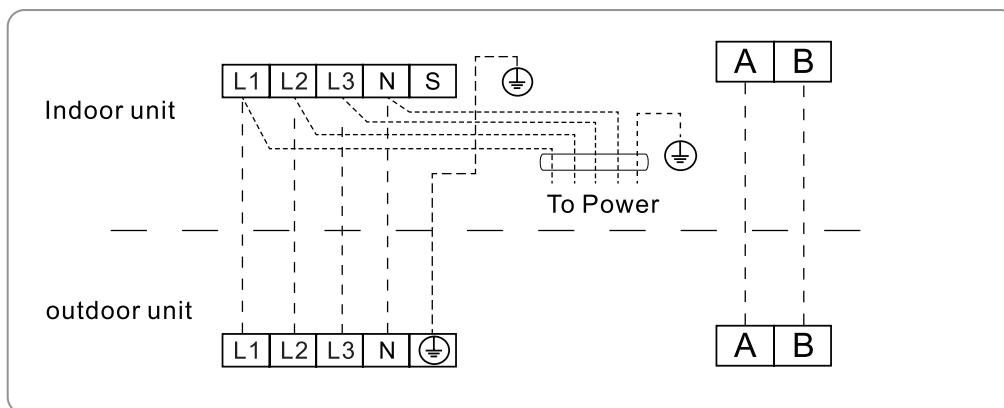 A B
L1 L2 L3 N S
Indoor unit
To Power
outdoor unit
L1 L2 L3 N
A B